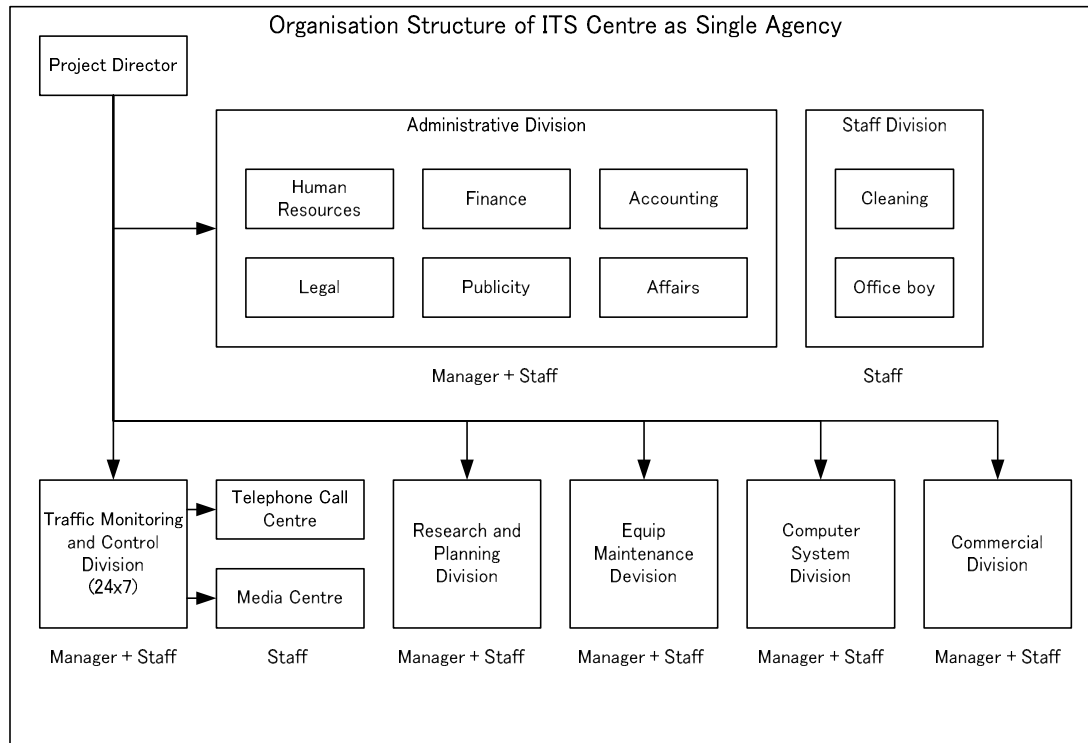 Organisation Structure of ITS Centre as Single Agency
Project Director
Administrative Division
Human
Resources
Finance
Accounting
Legal
Publicity
Affairs
Manager + Staff
Staff Division
Cleaning
Office boy
Staff
Traffic Monitoring
and Control
Division
(24x7)
Manager + Staff
Telephone Call
Centre
Media Centre
Staff
Research and
Planning
Division
Manager + Staff
Equip
Maintenance
Devision
Manager + Staff
Computer
System
Division
Manager + Staff
Commercial
Division
Manager + Staff